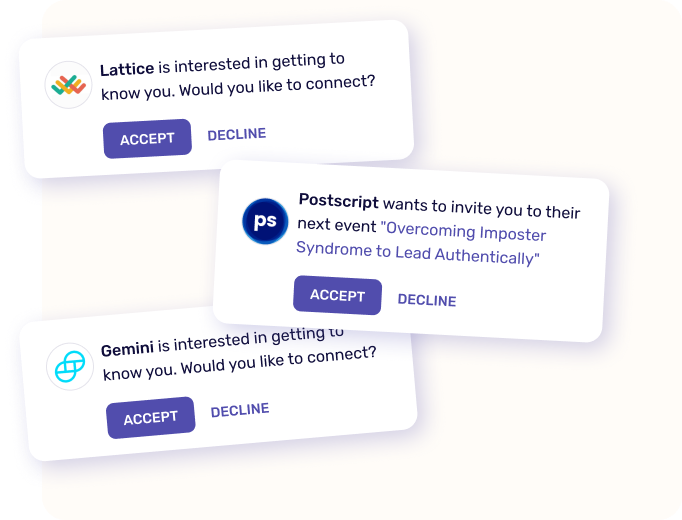 Lattice is interested in getting to
know you. Would you like to connect?
ACCEPT DECLINE
ps
Postscript wants to invite you to their
next event "Overcoming Imposter
Syndrome to Lead Authentically"
ACCEPT DECLINE
Gemini is interested in getting to
know you. Would you like to connect?
ACCEPT DECLINE